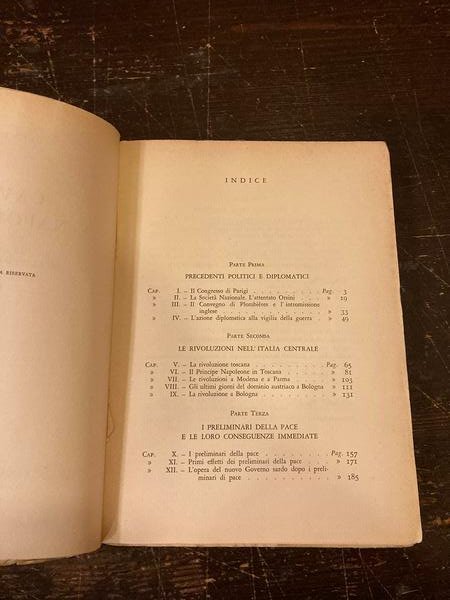 A RISERVATA
INDICE
PARTE PRIMA
PRECEDENTI POLITICI E DIPLOMATICI
CAP. I. – Il Congresso di Parigi . . . . . . . . . Pag. 3
» II. – La Società Nazionale. L'attentato Orsini . » 19
» III. – Il Convegno di Plombières e l'intromissione
inglese . . . . . . . . . . . . . . . . » 33
» IV. – L'azione diplomatica alla vigilia della guerra . » 49
PARTE SECONDA
LE RIVOLUZIONI NELL'ITALIA CENTRALE
CAP. V. – La rivoluzione toscana . . . . . . . . . Pag. 65
» VI. – Il Principe Napoleone in Toscana . . . . » 81
» VII. – Le rivoluzioni a Modena e a Parma . . . . » 103
» VIII. – Gli ultimi giorni del dominio austriaco a Bologna » 111
» IX. – La rivoluzione a Bologna . . . . . . . . » 131
PARTE TERZA
I PRELIMINARI DELLA PACE
E LE LORO CONSEGUENZE IMMEDIATE
CAP. X. – I preliminari della pace . . . . . . . . Pag. 157
» XI. – Primi effetti dei preliminari della pace . . . » 171
» XII. – L'opera del nuovo Governo sardo dopo i preli-
minari di pace . . . . . . . . . . . . » 185